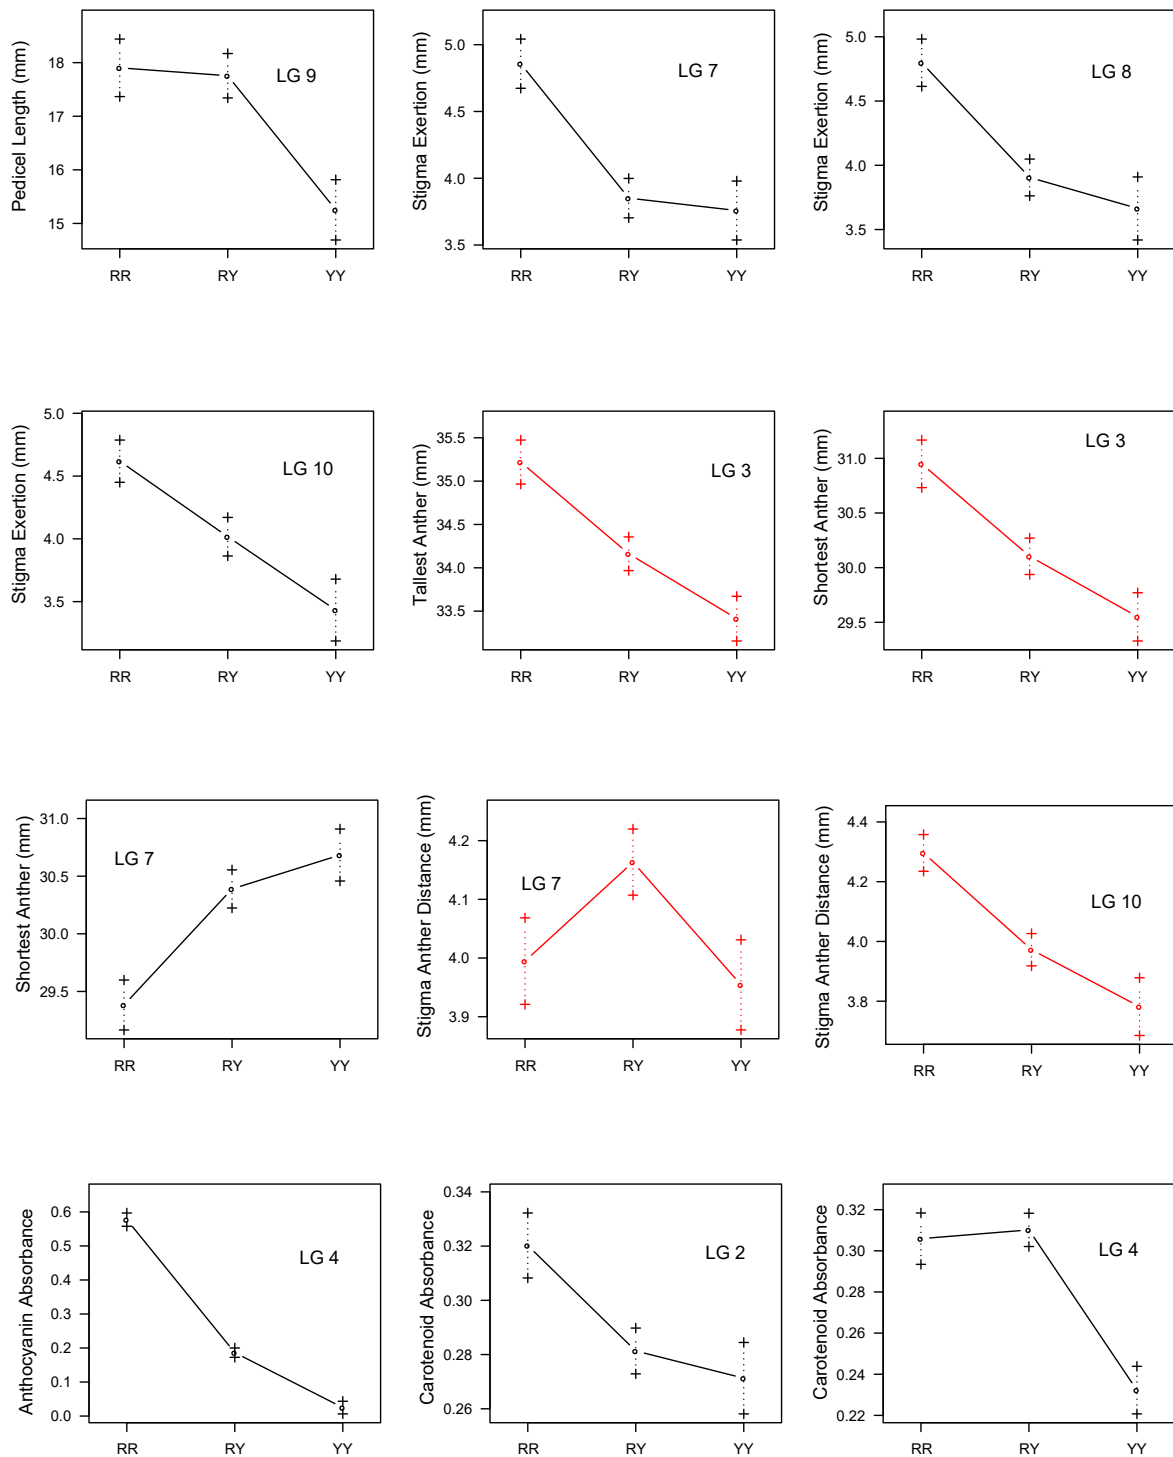 Pedicel Length (mm)
18
17
16
15
LG 9
RR RY YY
Stigma Exertion (mm)
5.0
4.5
4.0
3.5
LG 7
RR RY YY
Stigma Exertion (mm)
5.0
4.5
4.0
3.5
LG 8
RR RY YY
Stigma Exertion (mm)
5.0
4.5
4.0
3.5
LG 10
RR RY YY
Tallest Anther (mm)
35.5
35.0
34.5
34.0
33.5
LG 3
RR RY YY
Shortest Anther (mm)
31.0
30.5
30.0
29.5
LG 3
RR RY YY
Shortest Anther (mm)
31.0
30.5
30.0
29.5
LG 7
RR RY YY
Stigma Anther Distance (mm)
4.2
4.1
4.0
3.9
LG 7
RR RY YY
Stigma Anther Distance (mm)
4.4
4.2
4.0
3.8
LG 10
RR RY YY
Anthocyanin Absorbance
0.6
0.5
0.4
0.3
0.2
0.1
0.0
LG 4
RR RY YY
Carotenoid Absorbance
0.34
0.32
0.30
0.28
0.26
LG 2
RR RY YY
Carotenoid Absorbance
0.32
0.30
0.28
0.26
0.24
0.22
LG 4
RR RY YY